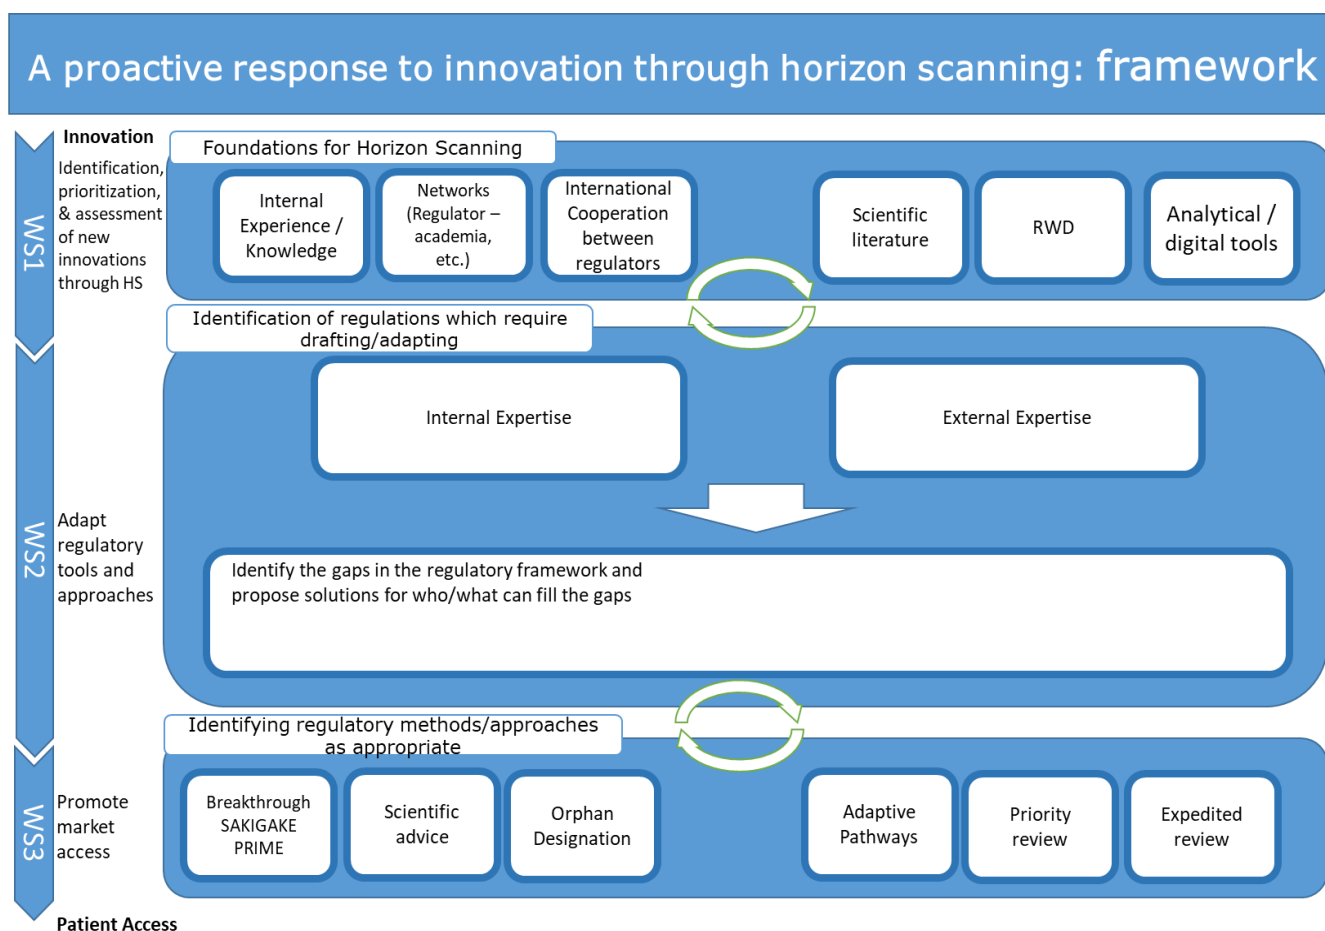 A proactive response to innovation through horizon scanning: framework
Innovation
Identification,
prioritization,
& assessment
of new
innovations
through HS
WS1
Foundations for Horizon Scanning
Internal
Experience /
Knowledge
Networks
(Regulator –
academia,
etc.)
International
Cooperation
between
regulators
Scientific
literature
RWD
Analytical /
digital tools
Identification of regulations which require
drafting/adapting
WS2
Adapt
regulatory
tools and
approaches
Internal Expertise
External Expertise
Identify the gaps in the regulatory framework and
propose solutions for who/what can fill the gaps
Identifying regulatory methods/approaches
as appropriate
WS3
Promote
market
access
Breakthrough
SAKIGAKE
PRIME
Scientific
advice
Orphan
Designation
Adaptive
Pathways
Priority
review
Expedited
review
Patient Access